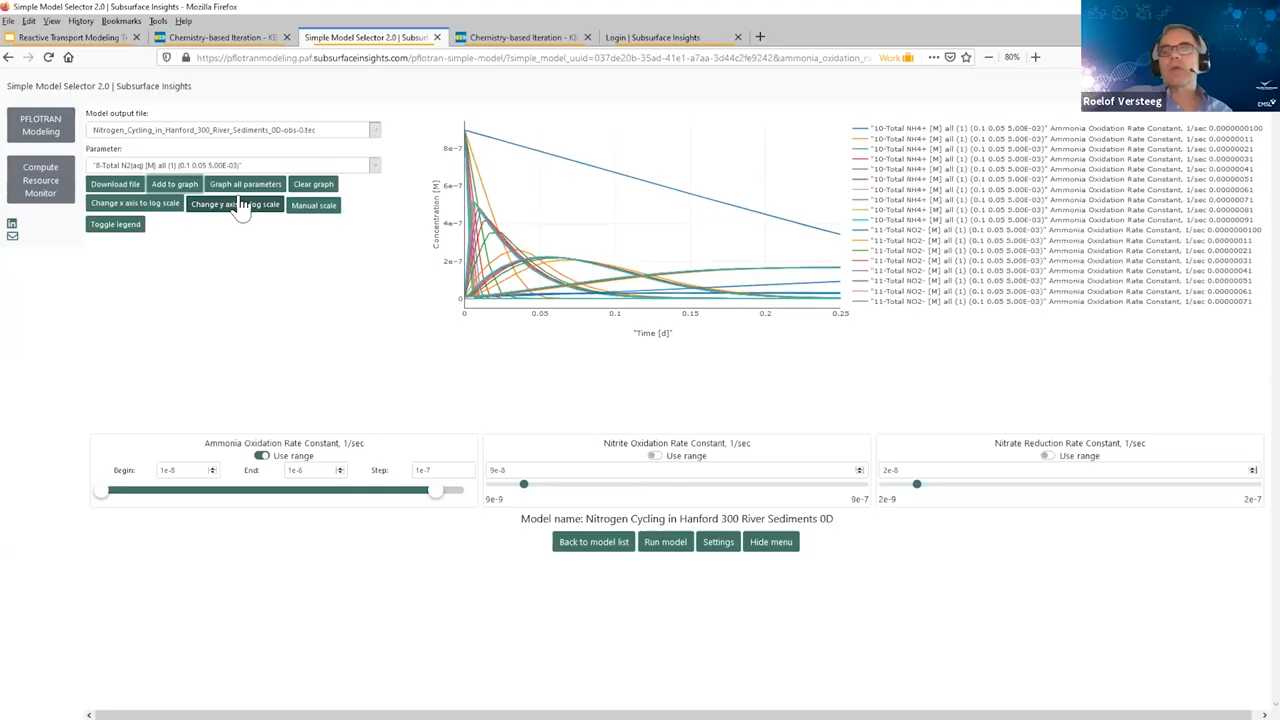 Simple Model Selector 2.0 | Subsurface Insights - Mozilla Firefox
File Edit View History Bookmarks Tools Help
Reactive Transport Modeling T
Chemistry-based Iteration - KB
Simple Model Selector 2.0 | Subsurf
Chemistry-based Iteration - KB
Login | Subsurface Insights
https://pflotranmodeling.paf.subsurfaceinsights.com/pflotran-simple-model/?simple_model_uuid=037de20b-35ad-41e1-a7aa-3d44c2fe9242&ammonia_oxidation_ra
Work
80%
Simple Model Selector 2.0 | Subsurface Insights
Roelof Versteeg
EMSL
PFLOTRAN
Modeling
Compute
Resource
Monitor
Model output file:
Nitrogen_Cycling_in_Hanford_300_River_Sediments_0D-obs-0.tec
Parameter:
"8-Total N2(aq) [M] all (1) (0.1 0.05 5.00E-03)"
Download file
Add to graph
Graph all parameters
Clear graph
Change x axis to log scale
Change y axis log scale
Manual scale
Toggle legend
Concentration [M]
8e-7
6e-7
4e-7
2e-7
0
0 0.05 0.1 0.15 0.2 0.25
"Time [d]"
"10-Total NH4+ [M] all (1) (0.1 0.05 5.00E-03)" Ammonia Oxidation Rate Constant, 1/sec 0.0000000100
"10-Total NH4+ [M] all (1) (0.1 0.05 5.00E-03)" Ammonia Oxidation Rate Constant, 1/sec 0.00000011
"10-Total NH4+ [M] all (1) (0.1 0.05 5.00E-03)" Ammonia Oxidation Rate Constant, 1/sec 0.00000021
"10-Total NH4+ [M] all (1) (0.1 0.05 5.00E-03)" Ammonia Oxidation Rate Constant, 1/sec 0.00000031
"10-Total NH4+ [M] all (1) (0.1 0.05 5.00E-03)" Ammonia Oxidation Rate Constant, 1/sec 0.00000041
"10-Total NH4+ [M] all (1) (0.1 0.05 5.00E-03)" Ammonia Oxidation Rate Constant, 1/sec 0.00000051
"10-Total NH4+ [M] all (1) (0.1 0.05 5.00E-03)" Ammonia Oxidation Rate Constant, 1/sec 0.00000061
"10-Total NH4+ [M] all (1) (0.1 0.05 5.00E-03)" Ammonia Oxidation Rate Constant, 1/sec 0.00000071
"10-Total NH4+ [M] all (1) (0.1 0.05 5.00E-03)" Ammonia Oxidation Rate Constant, 1/sec 0.00000081
"10-Total NH4+ [M] all (1) (0.1 0.05 5.00E-03)" Ammonia Oxidation Rate Constant, 1/sec 0.00000091
"11-Total NO2- [M] all (1) (0.1 0.05 5.00E-03)" Ammonia Oxidation Rate Constant, 1/sec 0.0000000100
"11-Total NO2- [M] all (1) (0.1 0.05 5.00E-03)" Ammonia Oxidation Rate Constant, 1/sec 0.00000011
"11-Total NO2- [M] all (1) (0.1 0.05 5.00E-03)" Ammonia Oxidation Rate Constant, 1/sec 0.00000021
"11-Total NO2- [M] all (1) (0.1 0.05 5.00E-03)" Ammonia Oxidation Rate Constant, 1/sec 0.00000031
"11-Total NO2- [M] all (1) (0.1 0.05 5.00E-03)" Ammonia Oxidation Rate Constant, 1/sec 0.00000041
"11-Total NO2- [M] all (1) (0.1 0.05 5.00E-03)" Ammonia Oxidation Rate Constant, 1/sec 0.00000051
"11-Total NO2- [M] all (1) (0.1 0.05 5.00E-03)" Ammonia Oxidation Rate Constant, 1/sec 0.00000061
"11-Total NO2- [M] all (1) (0.1 0.05 5.00E-03)" Ammonia Oxidation Rate Constant, 1/sec 0.00000071
Ammonia Oxidation Rate Constant, 1/sec
Use range
Begin: 1e-8 End: 1e-6 Step: 1e-7
Nitrite Oxidation Rate Constant, 1/sec
Use range
9e-8
9e-9 9e-7
Nitrate Reduction Rate Constant, 1/sec
Use range
2e-8
2e-9 2e-7
Model name: Nitrogen Cycling in Hanford 300 River Sediments 0D
Back to model list
Run model
Settings
Hide menu